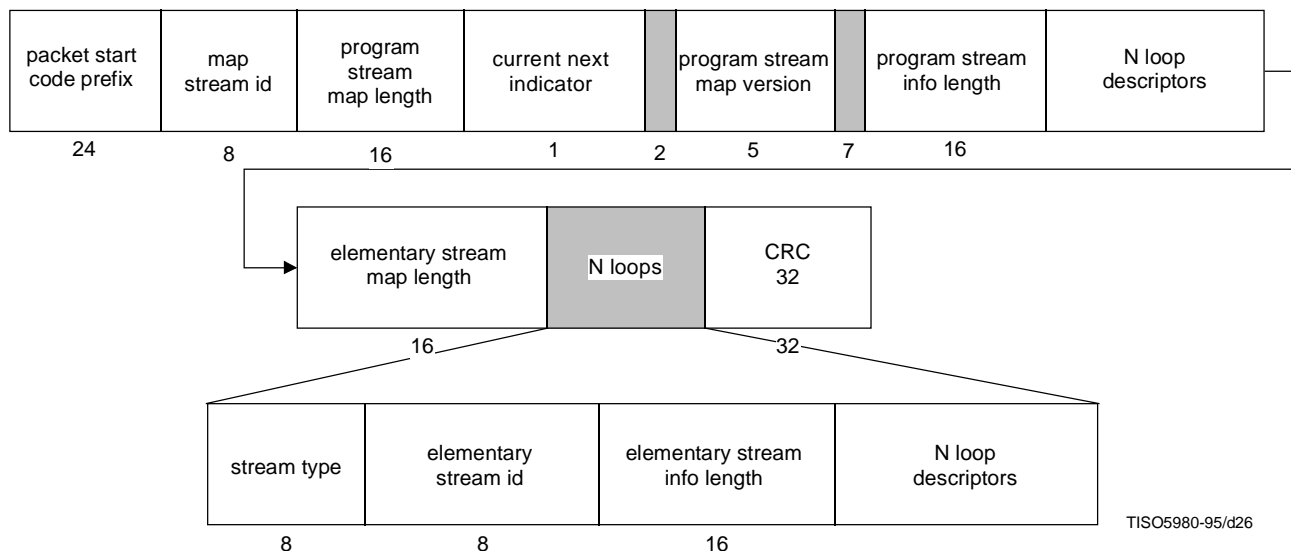 packet start
code prefix
map
stream id
program
stream
map length
current next
indicator
program stream
map version
program stream
info length
N loop
descriptors
24
8
16
1
2
5
7
16
elementary stream
map length
N loops
CRC
32
16
32
stream type
elementary
stream id
elementary stream
info length
N loop
descriptors
8
8
16
TISO5980-95/d26